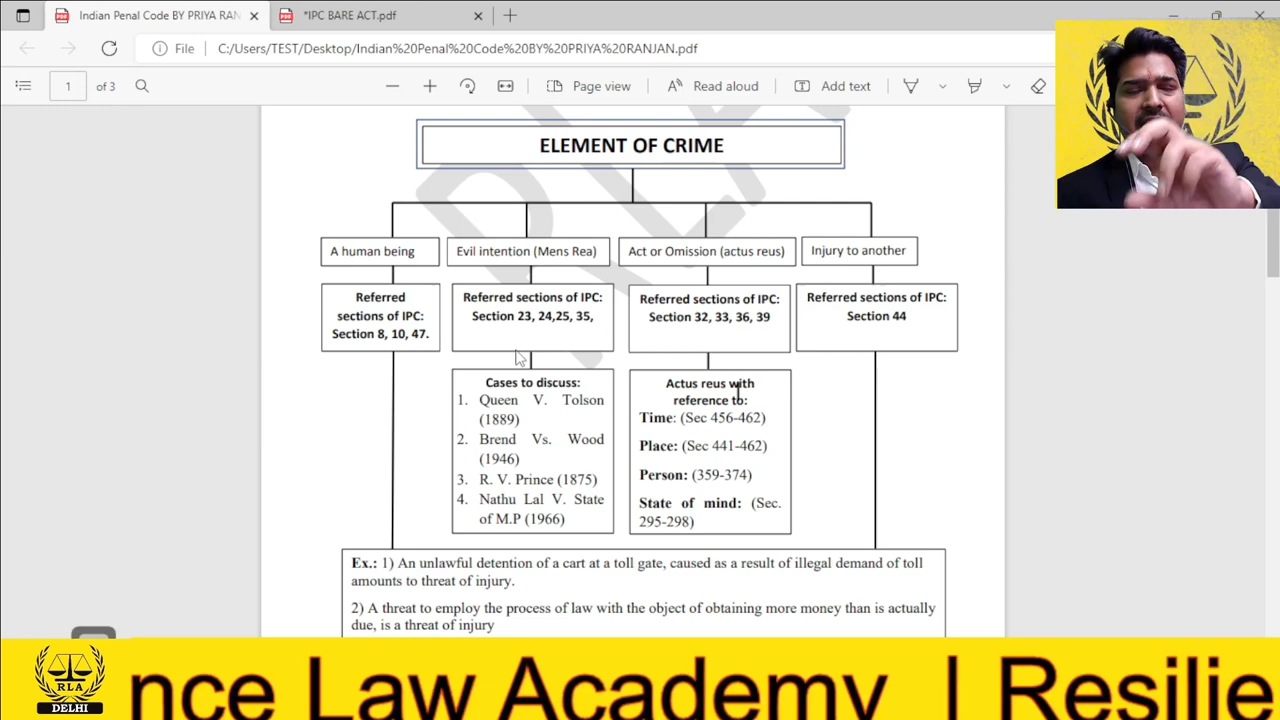 Indian Penal Code BY PRIYA RAN
*IPC BARE ACT.pdf
File
C:/Users/TEST/Desktop/Indian%20Penal%20Code%20BY%20PRIYA%20RANJAN.pdf
1 of 3
Page view
Read aloud
Add text
ELEMENT OF CRIME
A human being
Evil intention (Mens Rea)
Act or Omission (actus reus)
Injury to another
Referred
sections of IPC:
Section 8, 10, 47.
Referred sections of IPC:
Section 23, 24,25, 35,
Referred sections of IPC:
Section 32, 33, 36, 39
Referred sections of IPC:
Section 44
Cases to discuss:
1. Queen V. Tolson
(1889)
2. Brend Vs. Wood
(1946)
3. R. V. Prince (1875)
4. Nathu Lal V. State
of M.P (1966)
Actus reus with
reference to:
Time: (Sec 456-462)
Place: (Sec 441-462)
Person: (359-374)
State of mind: (Sec.
295-298)
Ex.: 1) An unlawful detention of a cart at a toll gate, caused as a result of illegal demand of toll
amounts to threat of injury.
2) A threat to employ the process of law with the object of obtaining more money than is actually
due, is a threat of injury
RLA
RLA
DELHI
nce Law Academy | Resilie